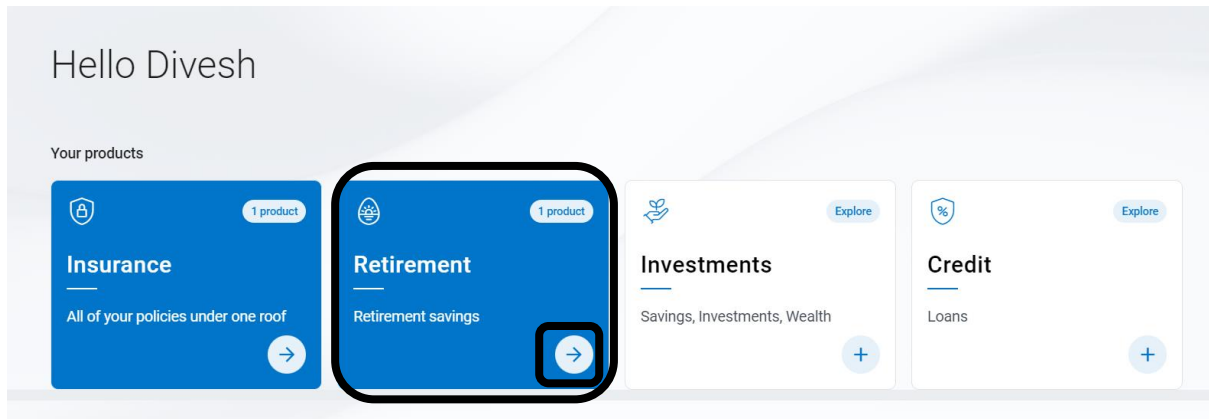 Hello Divesh
Your products
1 product
Insurance
All of your policies under one roof
1 product
Retirement
Retirement savings
Explore
Investments
Savings, Investments, Wealth
Explore
%
Credit
Loans